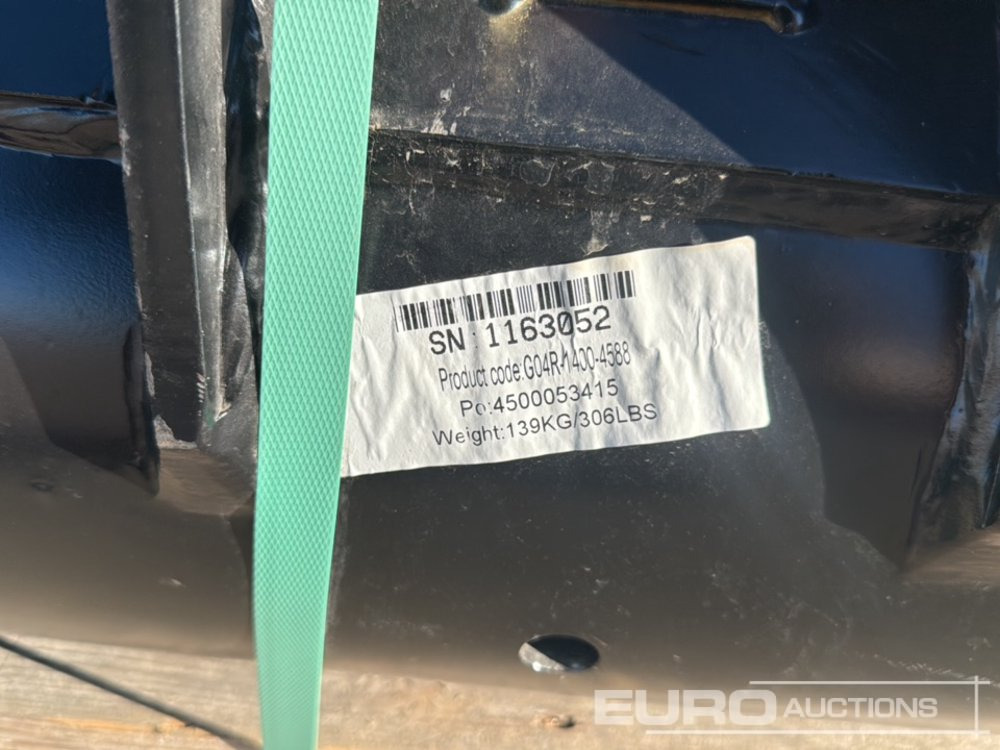 SN:1163052
Product code:G04R-1400-4588
Po:4500053415
Weight:139KG/306LBS
EURO AUCTIONS